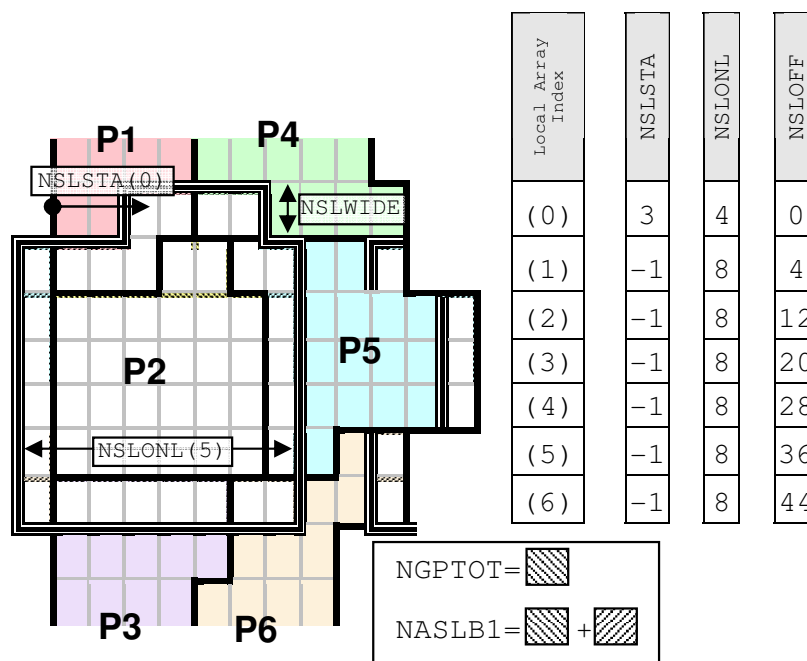 Local Array Index NSLSTA NSLONL NSLOFF
P1 P4
NSLSTA(0)
NSLWIDE
(0) 3 4 0
(1) −1 8 4
(2) −1 8 12
P2 P5
(3) −1 8 20
(4) −1 8 28
NSLONL(5)
(5) −1 8 36
(6) −1 8 44
NGPTOT=
P3 P6
NASLB1= +